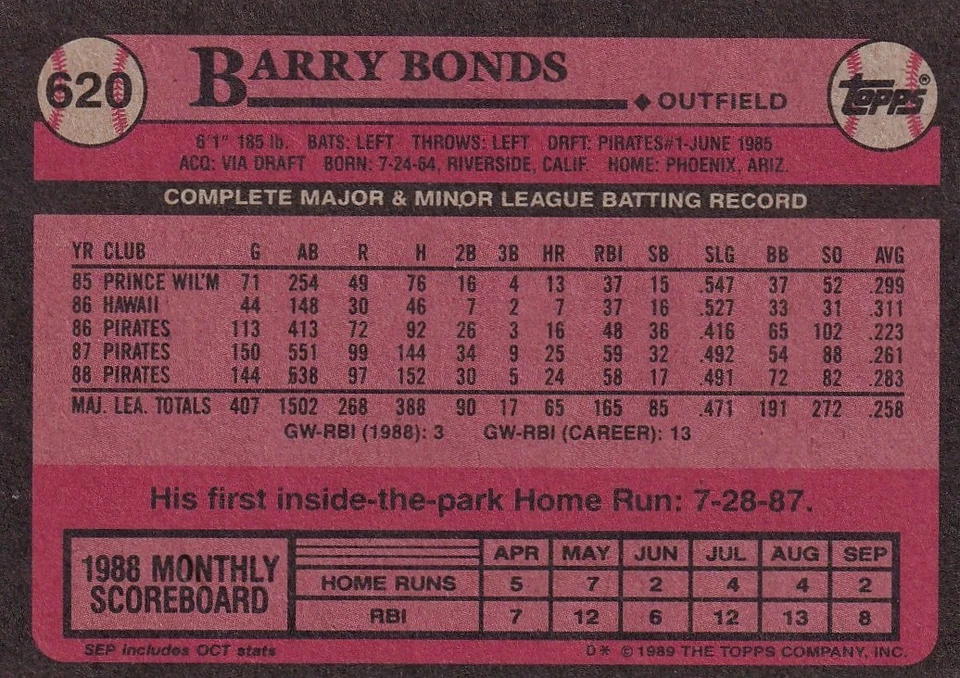 620
BARRY BONDS
OUTFIELD
TOPPS®
6'1" 185 lb. BATS: LEFT THROWS: LEFT DRFT: PIRATES#1-JUNE 1985
ACQ: VIA DRAFT BORN: 7-24-64, RIVERSIDE, CALIF. HOME: PHOENIX, ARIZ.
COMPLETE MAJOR & MINOR LEAGUE BATTING RECORD
YR CLUB G AB R H 2B 3B HR RBI SB SLG BB SO AVG
85 PRINCE WIL'M 71 254 49 76 16 4 13 37 15 .547 37 52 .299
86 HAWAII 44 148 30 46 7 2 7 37 16 .527 33 31 .311
86 PIRATES 113 413 72 92 26 3 16 48 36 .416 65 102 .223
87 PIRATES 150 551 99 144 34 9 25 59 32 .492 54 88 .261
88 PIRATES 144 538 97 152 30 5 24 58 17 .491 72 82 .283
MAJ. LEA. TOTALS 407 1502 268 388 90 17 65 165 85 .471 191 272 .258
GW-RBI (1988): 3 GW-RBI (CAREER): 13
His first inside-the-park Home Run: 7-28-87.
1988 MONTHLY
SCOREBOARD
APR MAY JUN JUL AUG SEP
HOME RUNS 5 7 2 4 4 2
RBI 7 12 6 12 13 8
SEP includes OCT stats
D* © 1989 THE TOPPS COMPANY, INC.